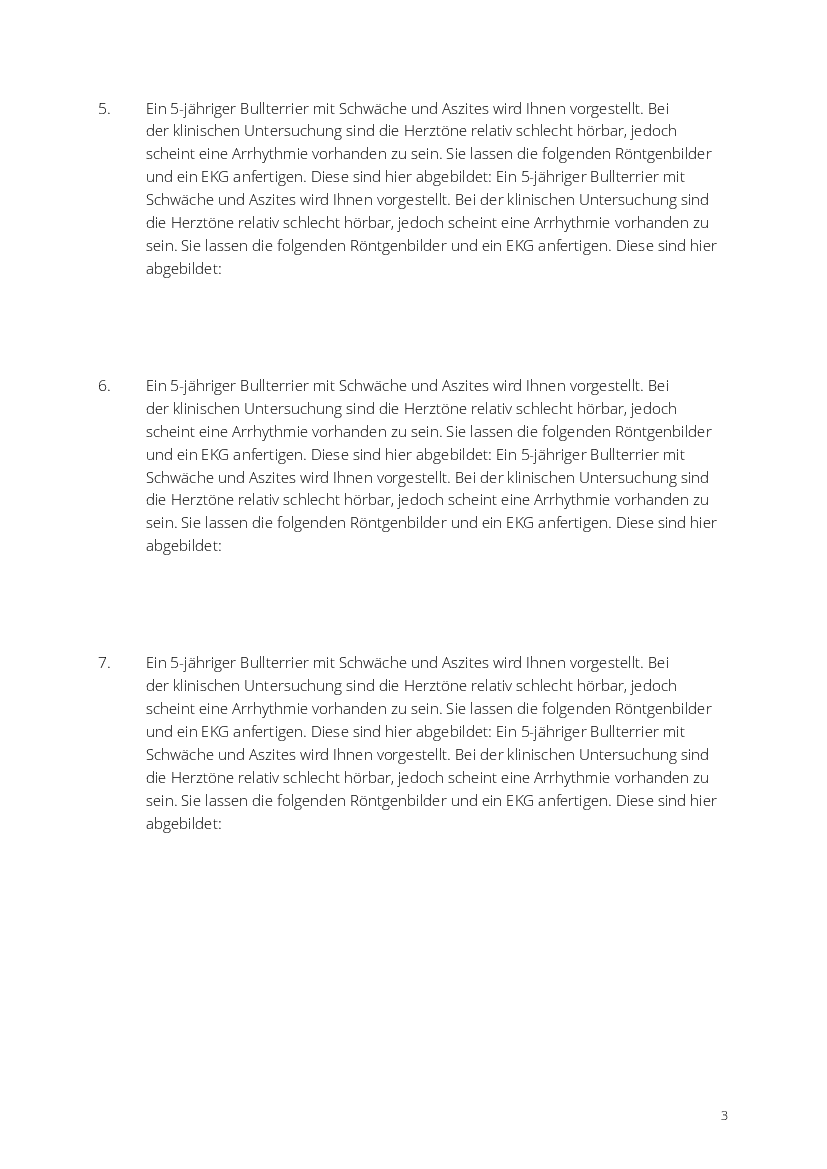 5. Ein 5-jähriger Bullterrier mit Schwäche und Aszites wird Ihnen vorgestellt. Bei
der klinischen Untersuchung sind die Herztöne relativ schlecht hörbar, jedoch
scheint eine Arrhythmie vorhanden zu sein. Sie lassen die folgenden Röntgenbilder
und ein EKG anfertigen. Diese sind hier abgebildet: Ein 5-jähriger Bullterrier mit
Schwäche und Aszites wird Ihnen vorgestellt. Bei der klinischen Untersuchung sind
die Herztöne relativ schlecht hörbar, jedoch scheint eine Arrhythmie vorhanden zu
sein. Sie lassen die folgenden Röntgenbilder und ein EKG anfertigen. Diese sind hier
abgebildet:
6. Ein 5-jähriger Bullterrier mit Schwäche und Aszites wird Ihnen vorgestellt. Bei
der klinischen Untersuchung sind die Herztöne relativ schlecht hörbar, jedoch
scheint eine Arrhythmie vorhanden zu sein. Sie lassen die folgenden Röntgenbilder
und ein EKG anfertigen. Diese sind hier abgebildet: Ein 5-jähriger Bullterrier mit
Schwäche und Aszites wird Ihnen vorgestellt. Bei der klinischen Untersuchung sind
die Herztöne relativ schlecht hörbar, jedoch scheint eine Arrhythmie vorhanden zu
sein. Sie lassen die folgenden Röntgenbilder und ein EKG anfertigen. Diese sind hier
abgebildet:
7. Ein 5-jähriger Bullterrier mit Schwäche und Aszites wird Ihnen vorgestellt. Bei
der klinischen Untersuchung sind die Herztöne relativ schlecht hörbar, jedoch
scheint eine Arrhythmie vorhanden zu sein. Sie lassen die folgenden Röntgenbilder
und ein EKG anfertigen. Diese sind hier abgebildet: Ein 5-jähriger Bullterrier mit
Schwäche und Aszites wird Ihnen vorgestellt. Bei der klinischen Untersuchung sind
die Herztöne relativ schlecht hörbar, jedoch scheint eine Arrhythmie vorhanden zu
sein. Sie lassen die folgenden Röntgenbilder und ein EKG anfertigen. Diese sind hier
abgebildet:
3